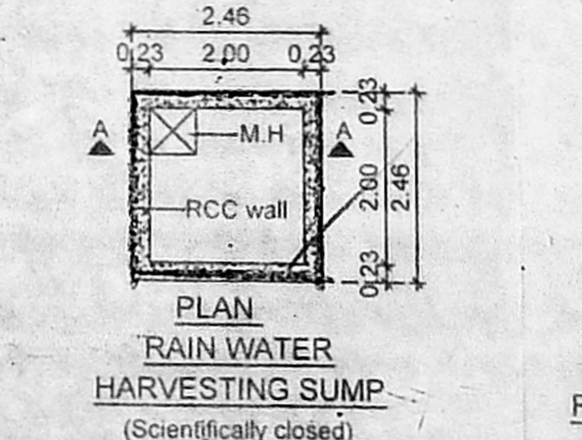 2.46
0.23 2.00 0.23
A M.H A
RCC wall
0.23
2.00
2.46
0.23
PLAN
RAIN WATER
HARVESTING SUMP
(Scientifically closed)